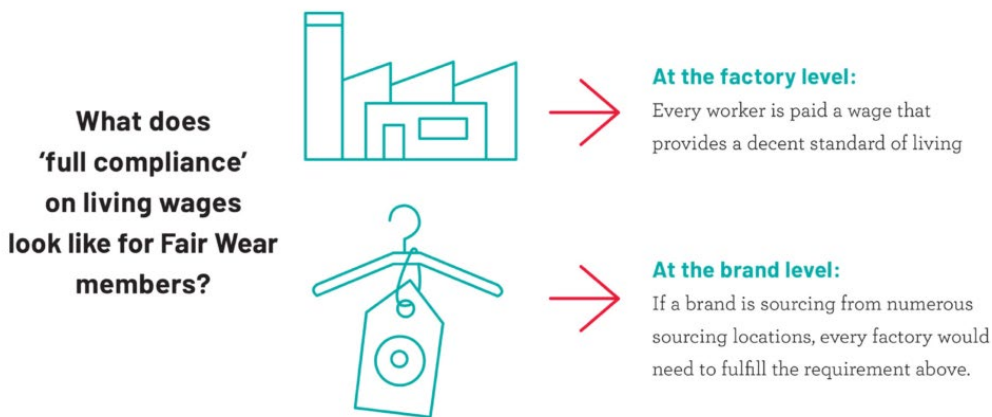 What does
‘full compliance’
on living wages
look like for Fair Wear
members?
At the factory level:
Every worker is paid a wage that
provides a decent standard of living
At the brand level:
If a brand is sourcing from numerous
sourcing locations, every factory would
need to fulfill the requirement above.